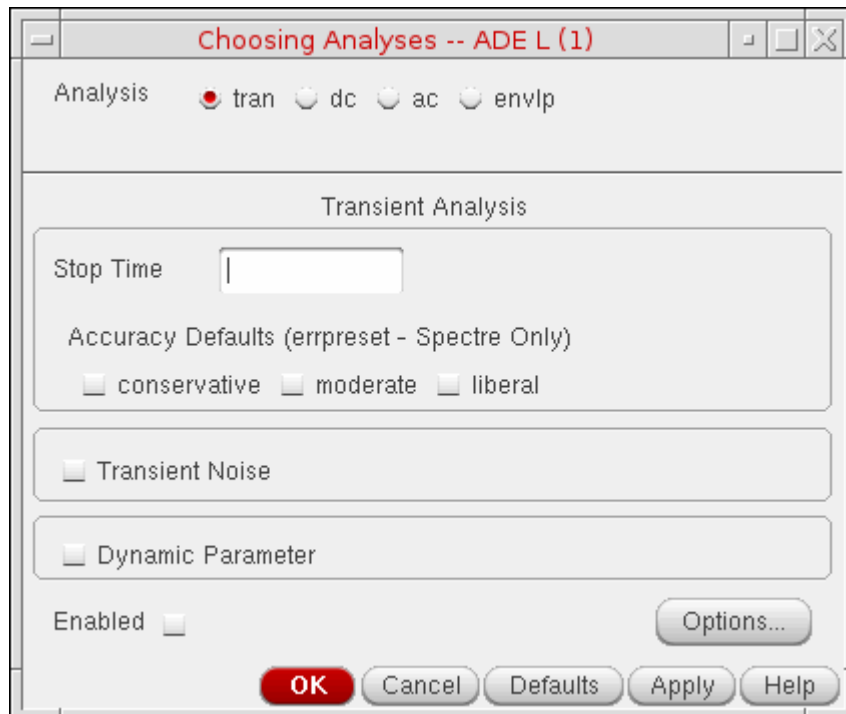 Choosing Analyses -- ADE L (1)
Analysis tran dc ac envlp
Transient Analysis
Stop Time
Accuracy Defaults (errpreset - Spectre Only)
conservative moderate liberal
Transient Noise
Dynamic Parameter
Enabled Options...
OK Cancel Defaults Apply Help